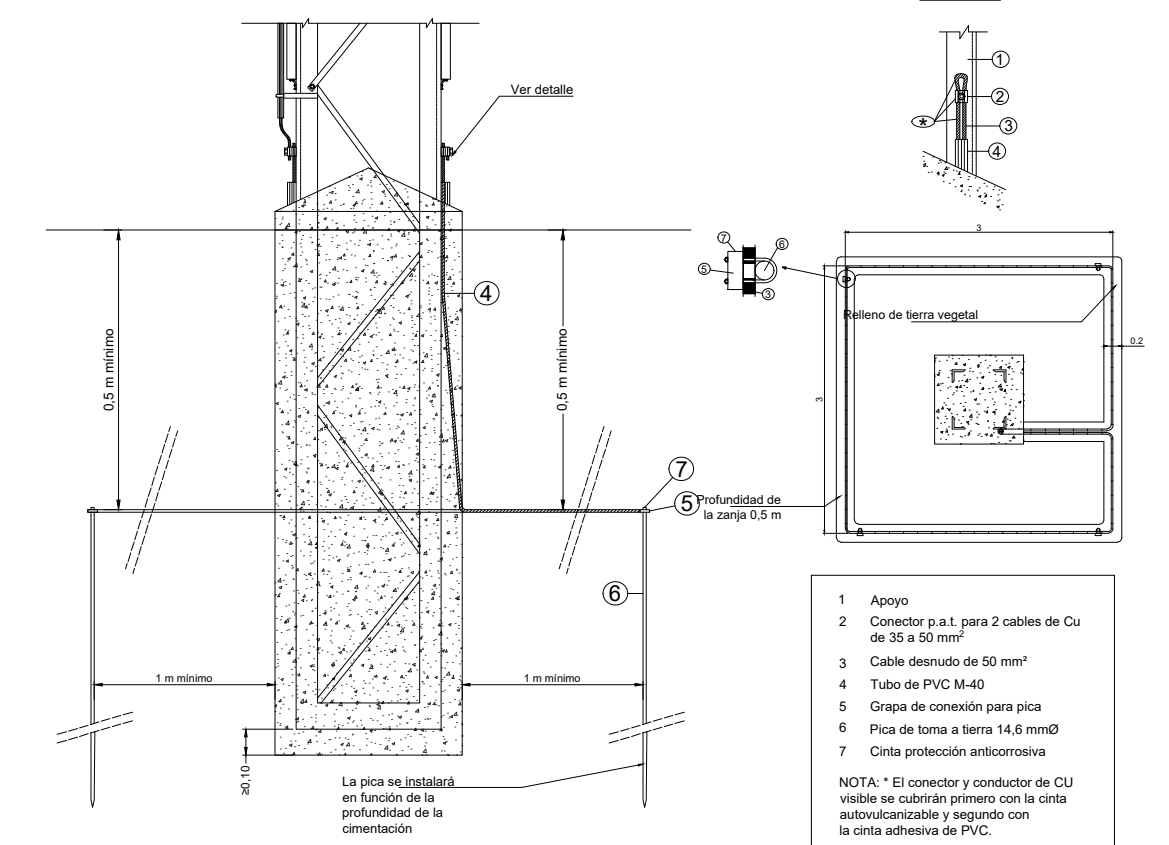 Ver detalle
1
2
3
4
*
3
7
6
5
3
Relleno de tierra vegetal
0.2
3
4
0,5 m mínimo
0,5 m mínimo
7
5
Profundidad de
la zanja 0,5 m
6
1 m mínimo
1 m mínimo
≥0,10
La pica se instalará
en función de la
profundidad de la
cimentación
1 Apoyo
2 Conector p.a.t. para 2 cables de Cu
de 35 a 50 mm²
3 Cable desnudo de 50 mm²
4 Tubo de PVC M-40
5 Grapa de conexión para pica
6 Pica de toma a tierra 14,6 mmØ
7 Cinta protección anticorrosiva
NOTA: * El conector y conductor de CU
visible se cubrirán primero con la cinta
autovulcanizable y segundo con
la cinta adhesiva de PVC.